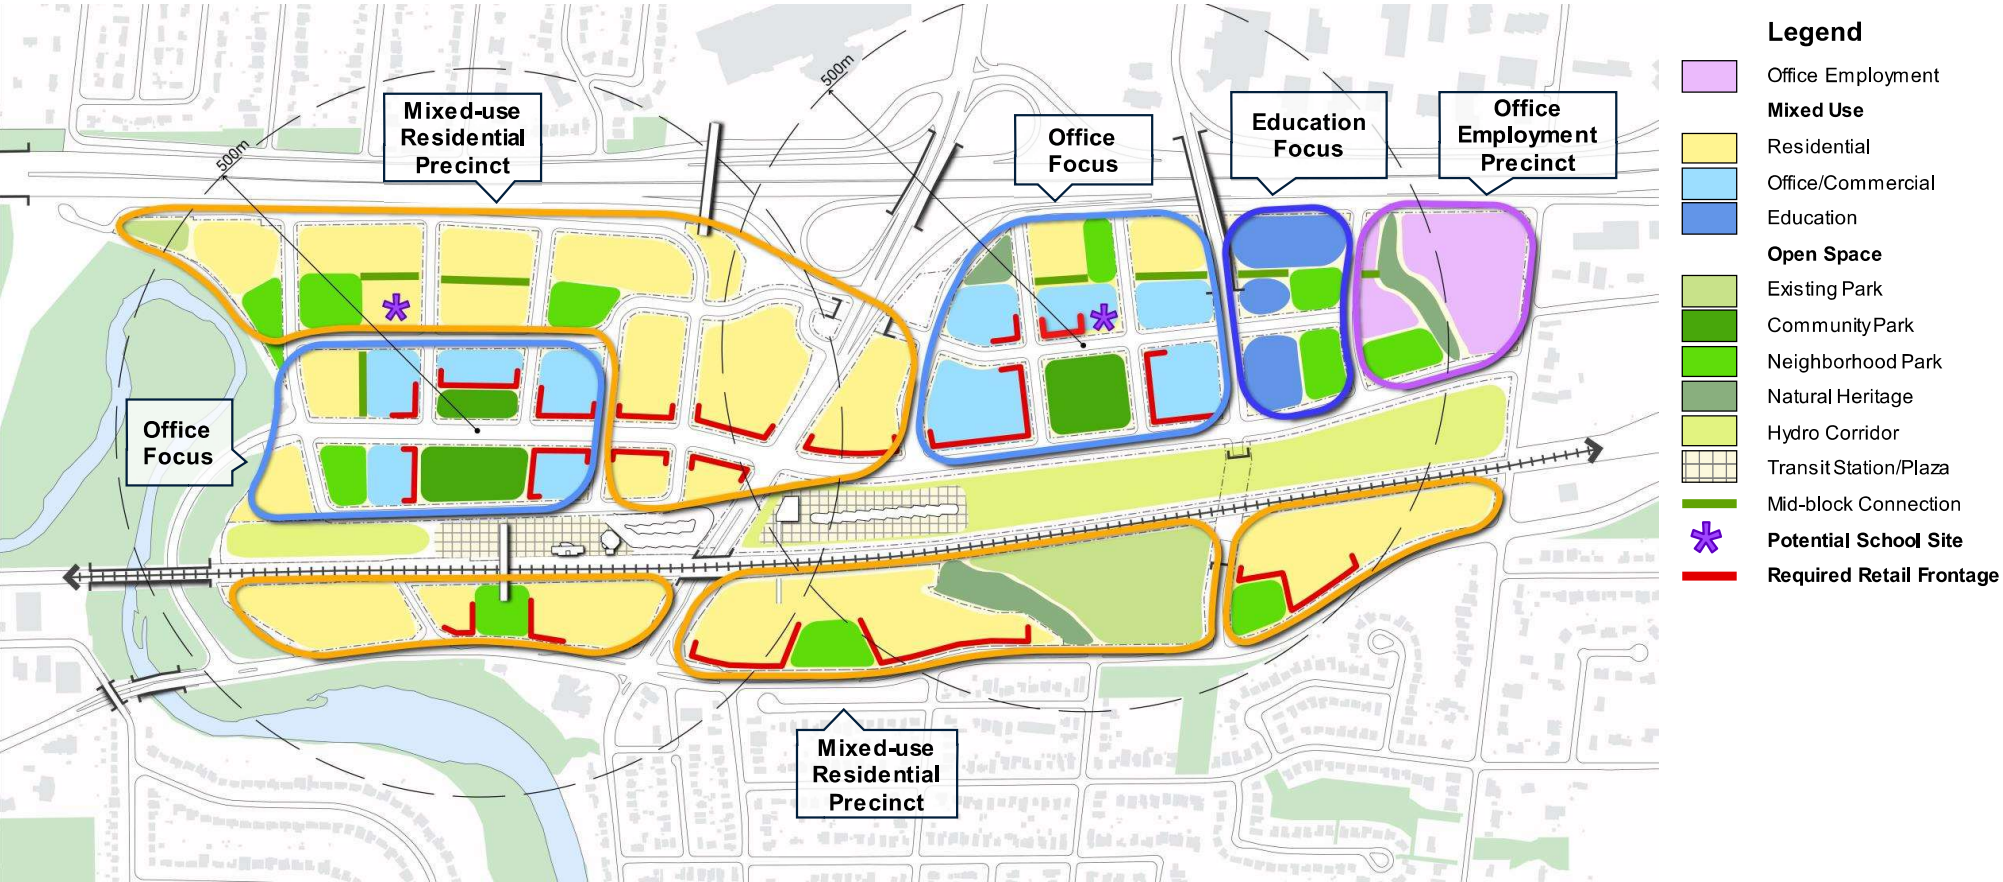 500m
500m
Mixed-use
Residential
Precinct
Office
Focus
Education
Focus
Office
Employment
Precinct
Office
Focus
Mixed-use
Residential
Precinct
Legend
Office Employment
Mixed Use
Residential
Office/Commercial
Education
Open Space
Existing Park
Community Park
Neighborhood Park
Natural Heritage
Hydro Corridor
Transit Station/Plaza
Mid-block Connection
Potential School Site
Required Retail Frontage